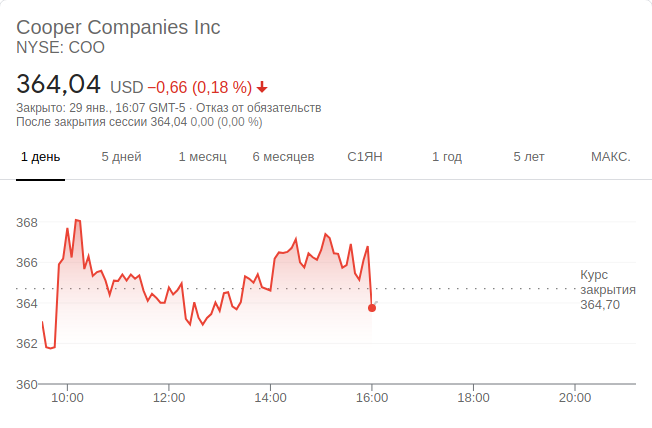 Cooper Companies Inc
NYSE: COO
364,04 USD −0,66 (0,18 %)
Закрыто: 29 янв., 16:07 GMT-5 · Отказ от обязательств
После закрытия сессии 364,04 0,00 (0,00 %)
1 день 5 дней 1 месяц 6 месяцев С1ЯН 1 год 5 лет МАКС.
368
366
364
362
360
Курс
закрытия
364,70
10:00 12:00 14:00 16:00 18:00 20:00